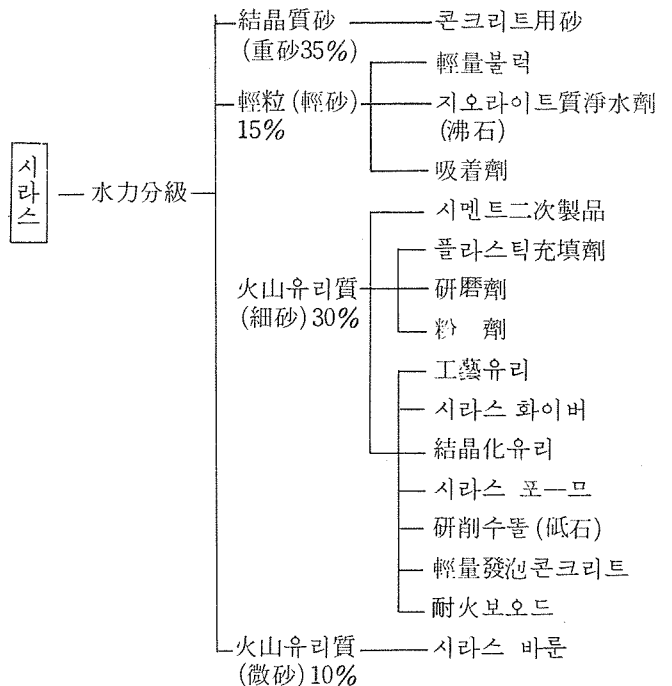 結晶質砂
(重砂35%)
콘크리트用砂
輕粒(輕砂)
15%
輕量불럭
지오라이트質淨水劑
(沸石)
吸着劑
시라스
水力分級
火山유리質
(細砂)30%
시멘트二次製品
플라스틱充塡劑
硏磨劑
粉 劑
工藝유리
시라스 화이버
結晶化유리
시라스 포—므
硏削수돌(砥石)
輕量發泡콘크리트
耐火보오드
火山유리質
(微砂)10%
시라스 바룬